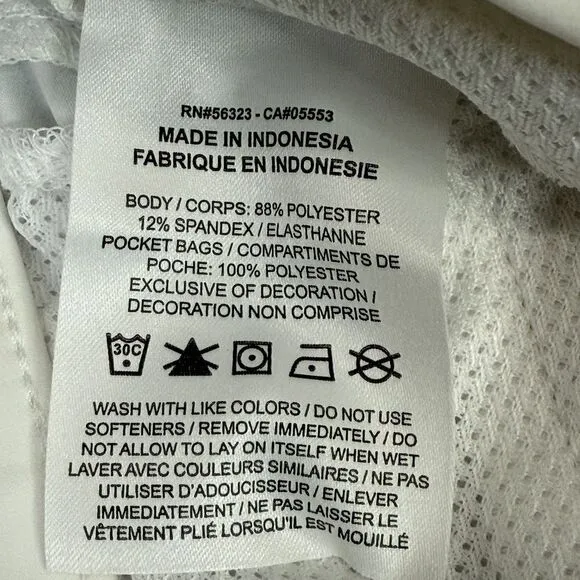 RN#56323 - CA#05553
MADE IN INDONESIA
FABRIQUE EN INDONESIE
BODY / CORPS: 88% POLYESTER
12% SPANDEX / ELASTHANNE
POCKET BAGS / COMPARTIMENTS DE
POCHE: 100% POLYESTER
EXCLUSIVE OF DECORATION /
DECORATION NON COMPRISE
30C
WASH WITH LIKE COLORS / DO NOT USE
SOFTENERS / REMOVE IMMEDIATELY / DO
NOT ALLOW TO LAY ON ITSELF WHEN WET
LAVER AVEC COULEURS SIMILAIRES / NE PAS
UTILISER D'ADOUCISSEUR / ENLEVER
IMMEDIATEMENT / NE PAS LAISSER LE
VÊTEMENT PLIÉ LORSQU'IL EST MOUILLÉ